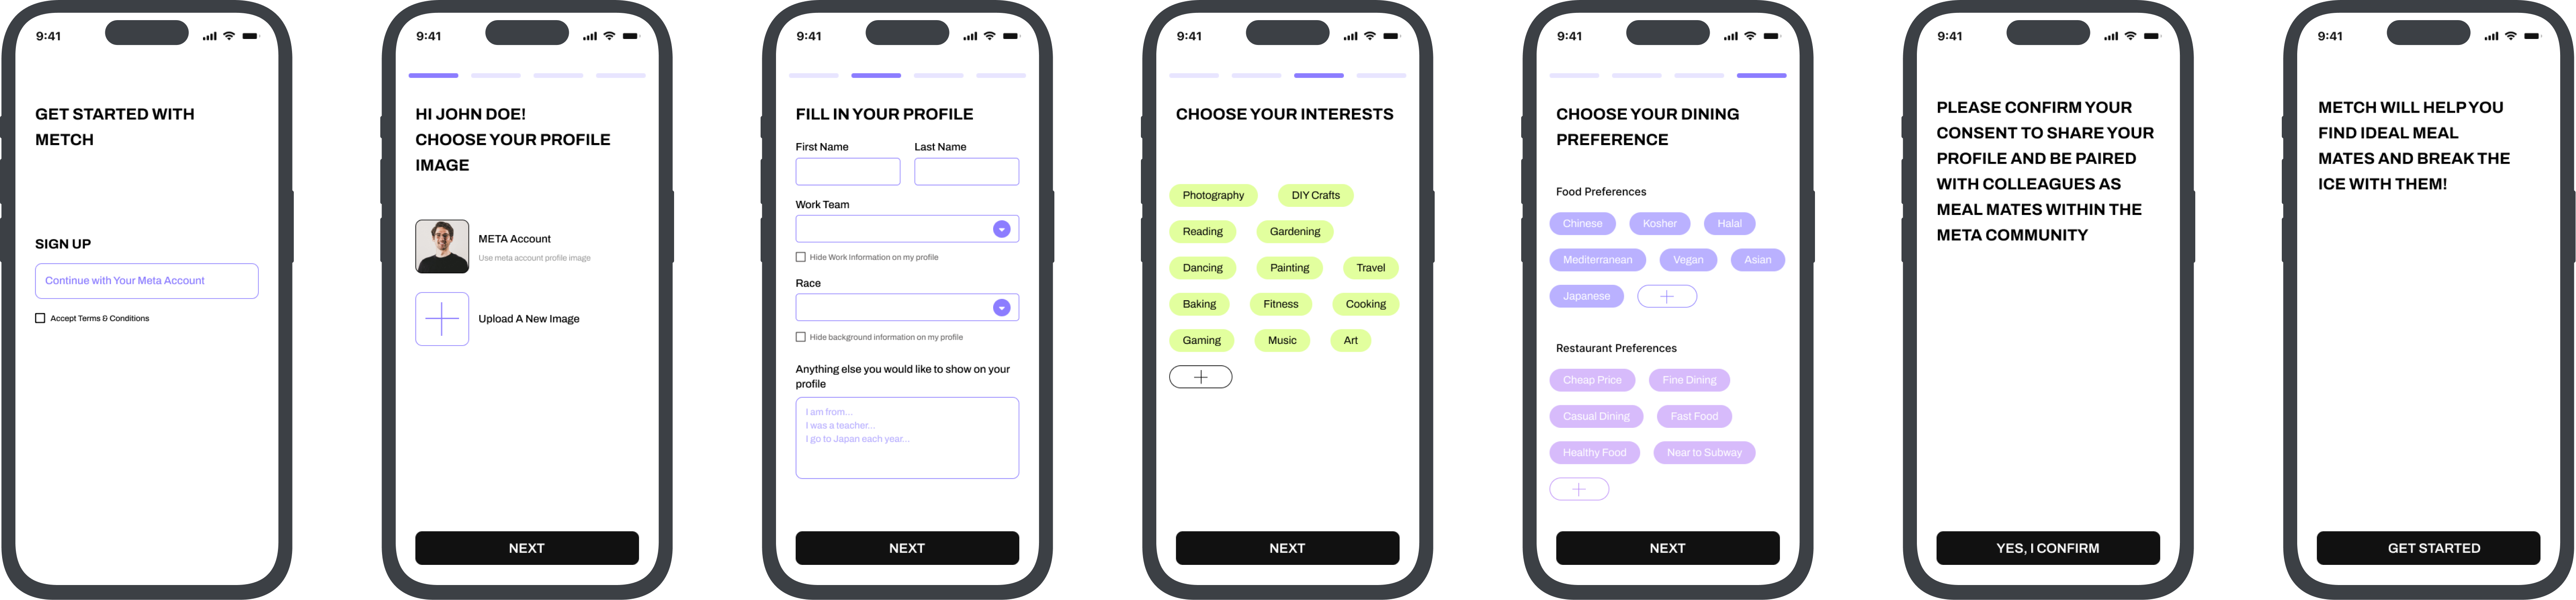 9:41
GET STARTED WITH
METCH
SIGN UP
Continue with Your Meta Account
Accept Terms & Conditions
9:41
HI JOHN DOE!
CHOOSE YOUR PROFILE
IMAGE
META Account
Use meta account profile image
Upload A New Image
NEXT
9:41
FILL IN YOUR PROFILE
First Name
Last Name
Work Team
Hide Work Information on my profile
Race
Hide background information on my profile
Anything else you would like to show on your
profile
I am from...
I was a teacher...
I go to Japan each year...
NEXT
9:41
CHOOSE YOUR INTERESTS
Photography
DIY Crafts
Reading
Gardening
Dancing
Painting
Travel
Baking
Fitness
Cooking
Gaming
Music
Art
NEXT
9:41
CHOOSE YOUR DINING
PREFERENCE
Food Preferences
Chinese
Kosher
Halal
Mediterranean
Vegan
Asian
Japanese
Restaurant Preferences
Cheap Price
Fine Dining
Casual Dining
Fast Food
Healthy Food
Near to Subway
NEXT
9:41
PLEASE CONFIRM YOUR
CONSENT TO SHARE YOUR
PROFILE AND BE PAIRED
WITH COLLEAGUES AS
MEAL MATES WITHIN THE
META COMMUNITY
YES, I CONFIRM
9:41
METCH WILL HELP YOU
FIND IDEAL MEAL
MATES AND BREAK THE
ICE WITH THEM!
GET STARTED